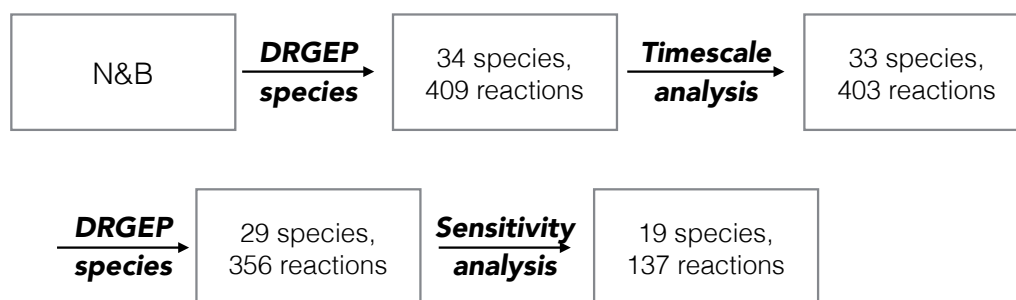 N&B
DRGEP
species
34 species,
409 reactions
Timescale
analysis
33 species,
403 reactions
DRGEP
species
29 species,
356 reactions
Sensitivity
analysis
19 species,
137 reactions